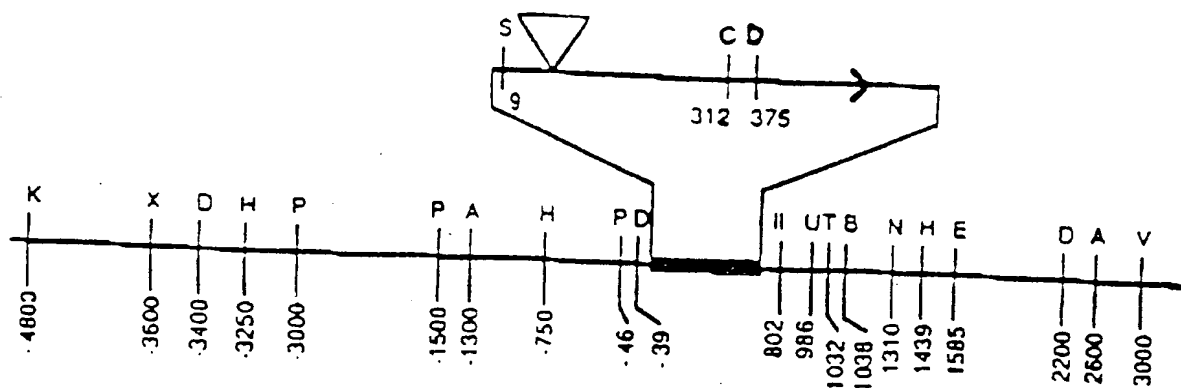 S C D
9 312 375
K X D H P P A H P D II U T B N H E D A V
-4800 -3600 -3400 -3250 -3000 -1500 -1300 -750 -46 -39 802 986 1032 1038 1310 1439 1585 2200 2600 3000